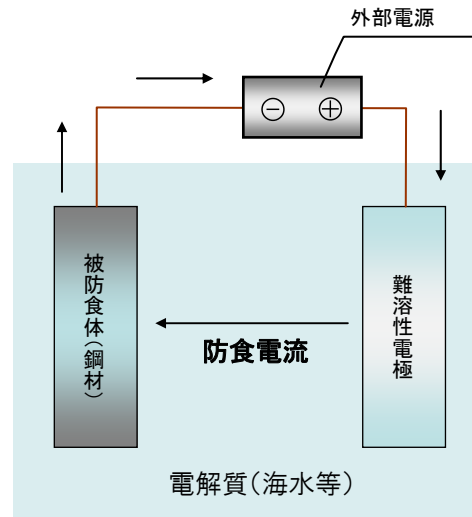 外部電源
⊖ ⊕
被防食体(鋼材)
難溶性電極
防食電流
電解質(海水等)